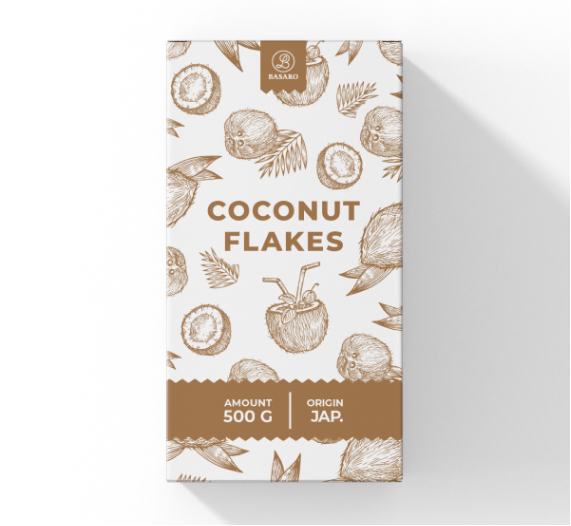 BASARO
COCONUT
FLAKES
AMOUNT
500 G
ORIGIN
JAP.